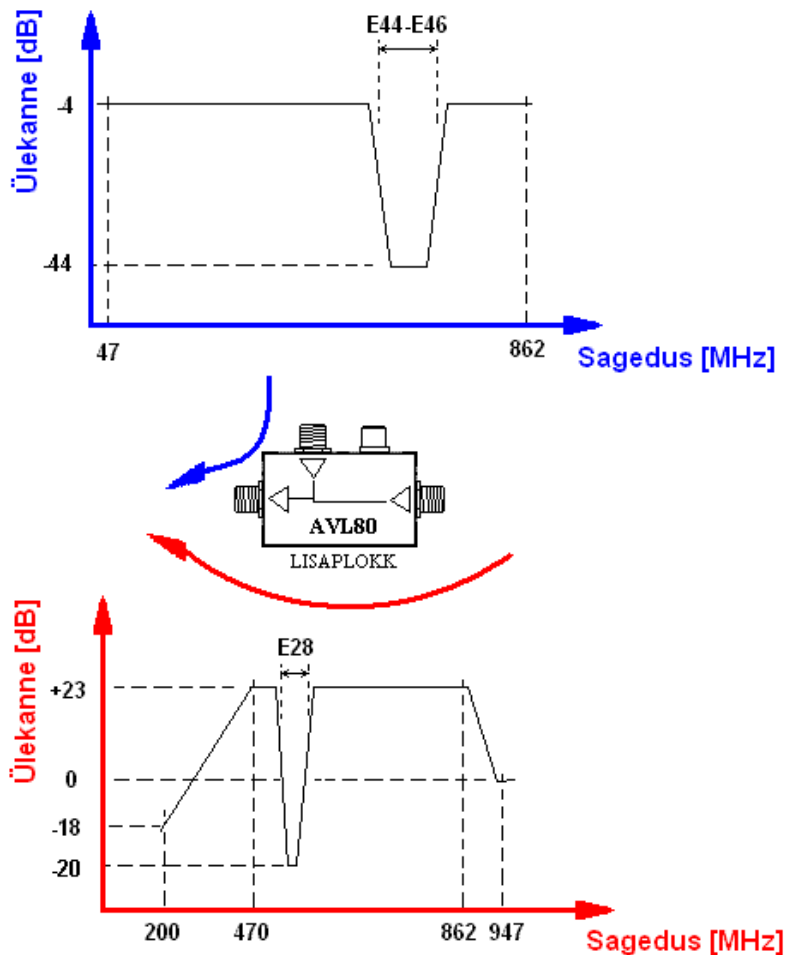 Ülekanne [dB]
E44-E46
-4
-44
47
862
Sagedus [MHz]
AVL80
LISAPLOKK
Ülekanne [dB]
E28
+23
0
-18
-20
200
470
862
947
Sagedus [MHz]